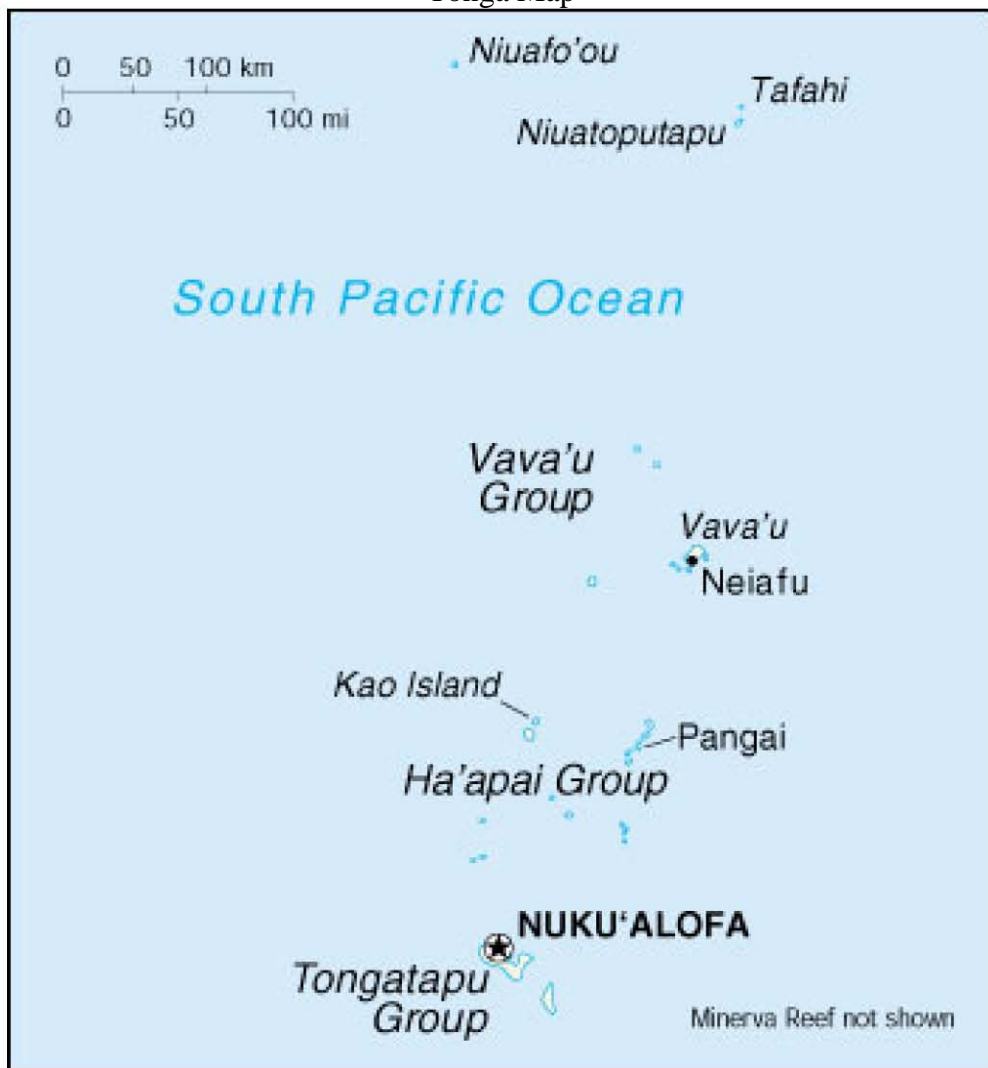 Tonga Map
Niuafo'ou
0 50 100 km
0 50 100 mi
Tafahi
Niuatoputapu
South Pacific Ocean
Vava'u
Group
Vava'u
Neiafu
Kao Island
Pangai
Ha'apai Group
NUKU‘ALOFA
Tongatapu
Group
Minerva Reef not shown